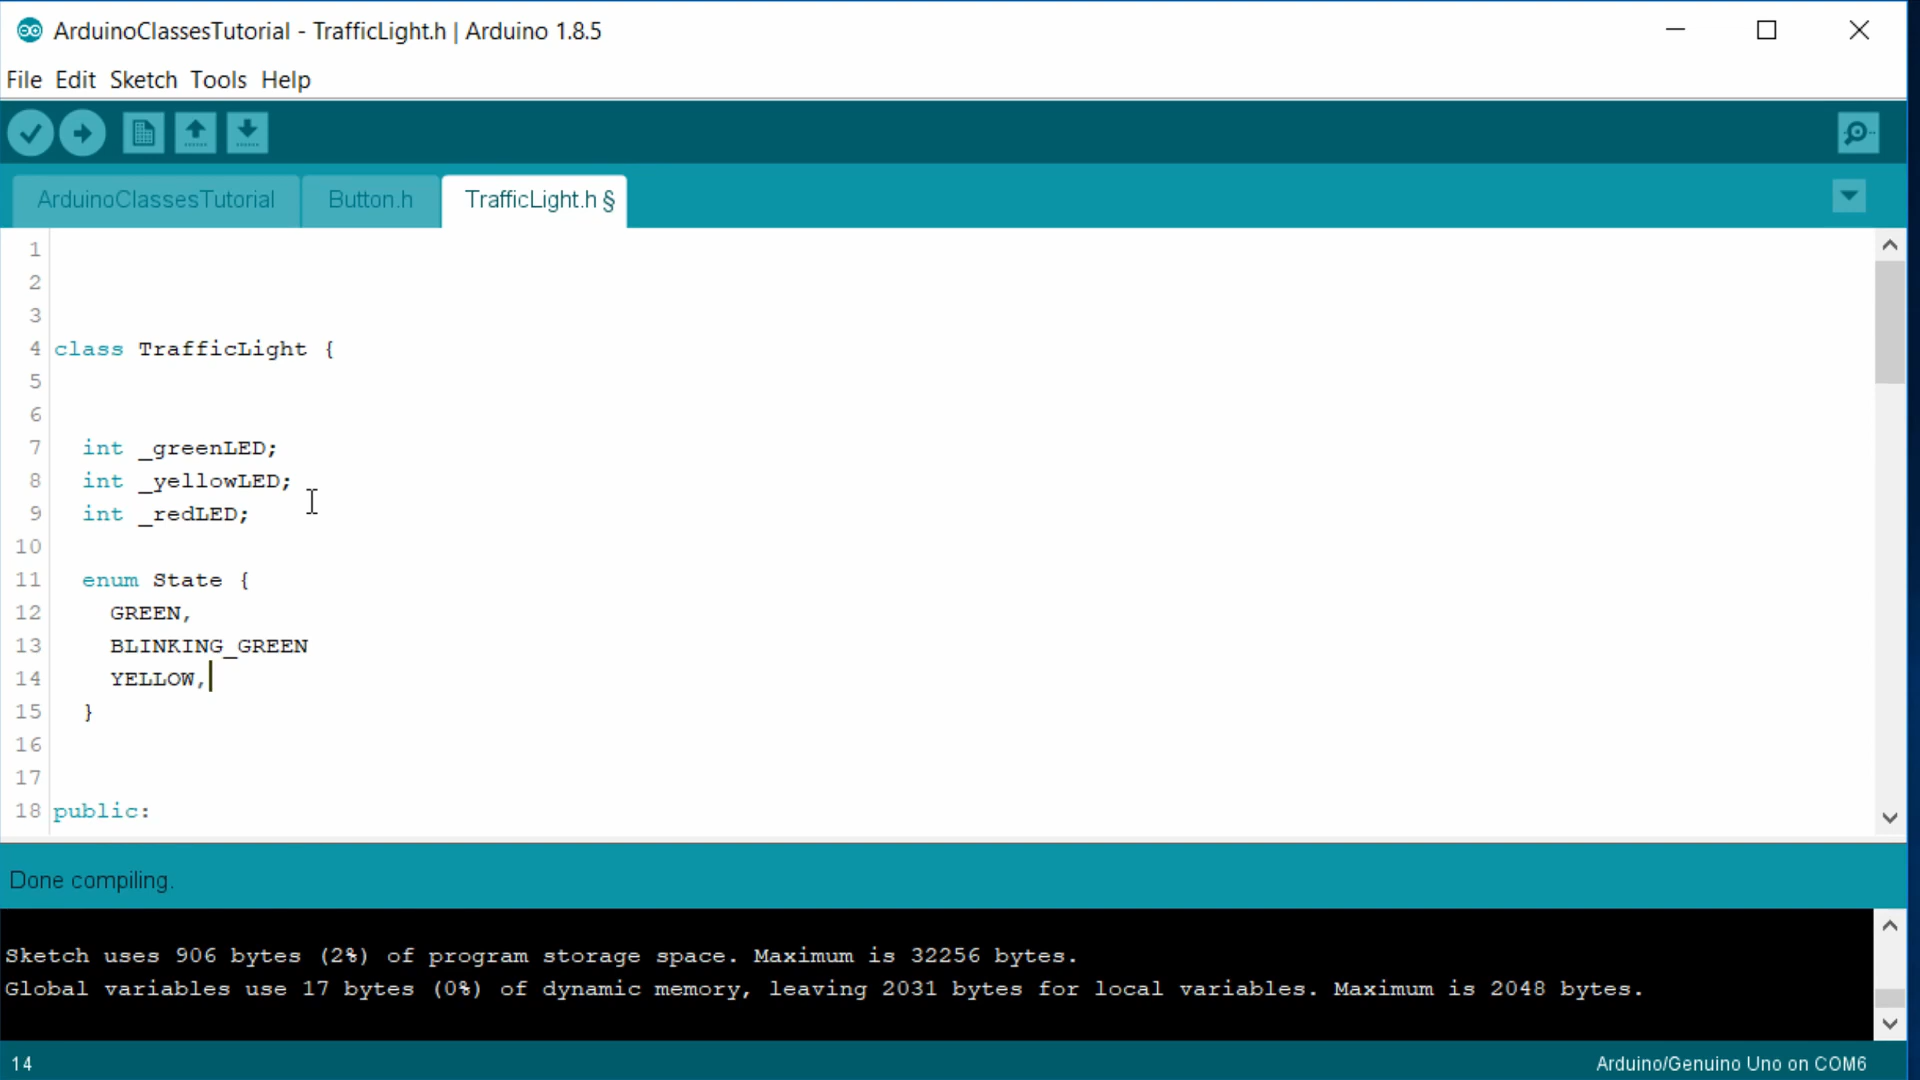 ArduinoClassesTutorial - TrafficLight.h | Arduino 1.8.5
File Edit Sketch Tools Help
ArduinoClassesTutorial Button.h TrafficLight.h §
1
2
3
4 class TrafficLight {
5
6
7 int _greenLED;
8 int _yellowLED;
9 int _redLED;
10
11 enum State {
12 GREEN,
13 BLINKING_GREEN
14 YELLOW,
15 }
16
17
18 public:
Done compiling.
Sketch uses 906 bytes (2%) of program storage space. Maximum is 32256 bytes.
Global variables use 17 bytes (0%) of dynamic memory, leaving 2031 bytes for local variables. Maximum is 2048 bytes.
14 Arduino/Genuino Uno on COM6